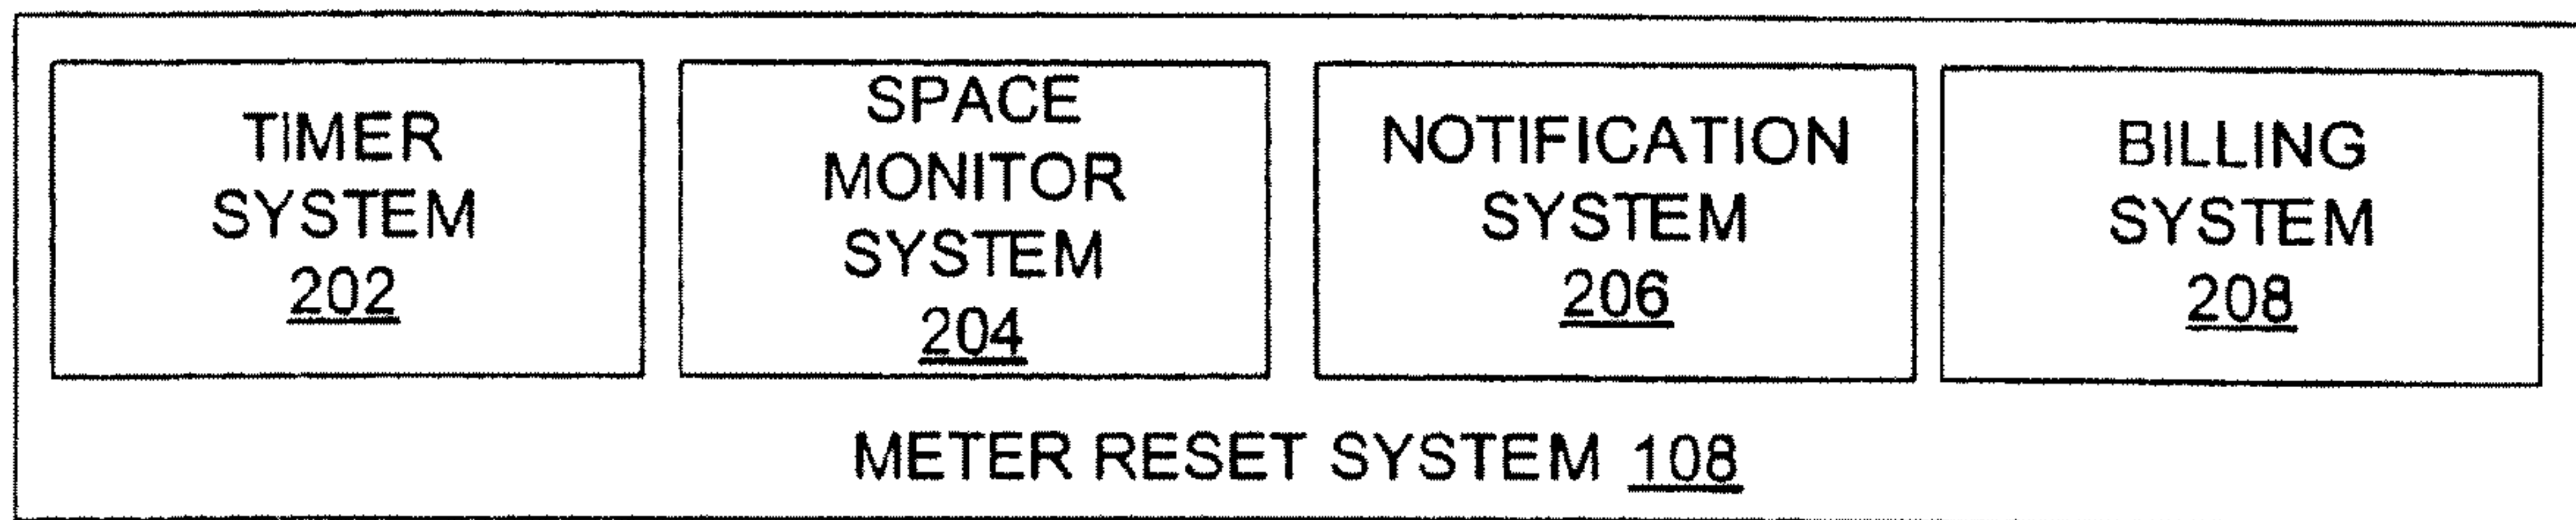 TIMER
SYSTEM
202
SPACE
MONITOR
SYSTEM
204
NOTIFICATION
SYSTEM
206
BILLING
SYSTEM
208
METER RESET SYSTEM 108